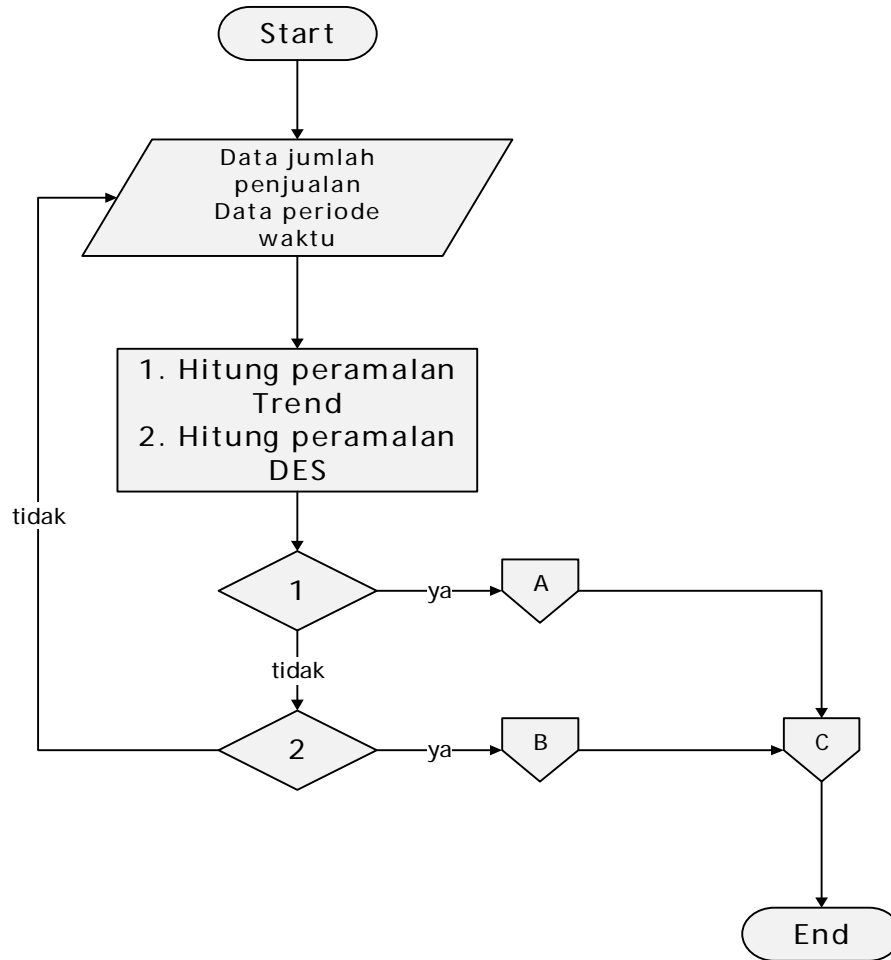 Start
Data jumlah
penjualan
Data periode
waktu
1. Hitung peramalan
Trend
2. Hitung peramalan
DES
tidak
1
ya
A
tidak
2
ya
B
C
End